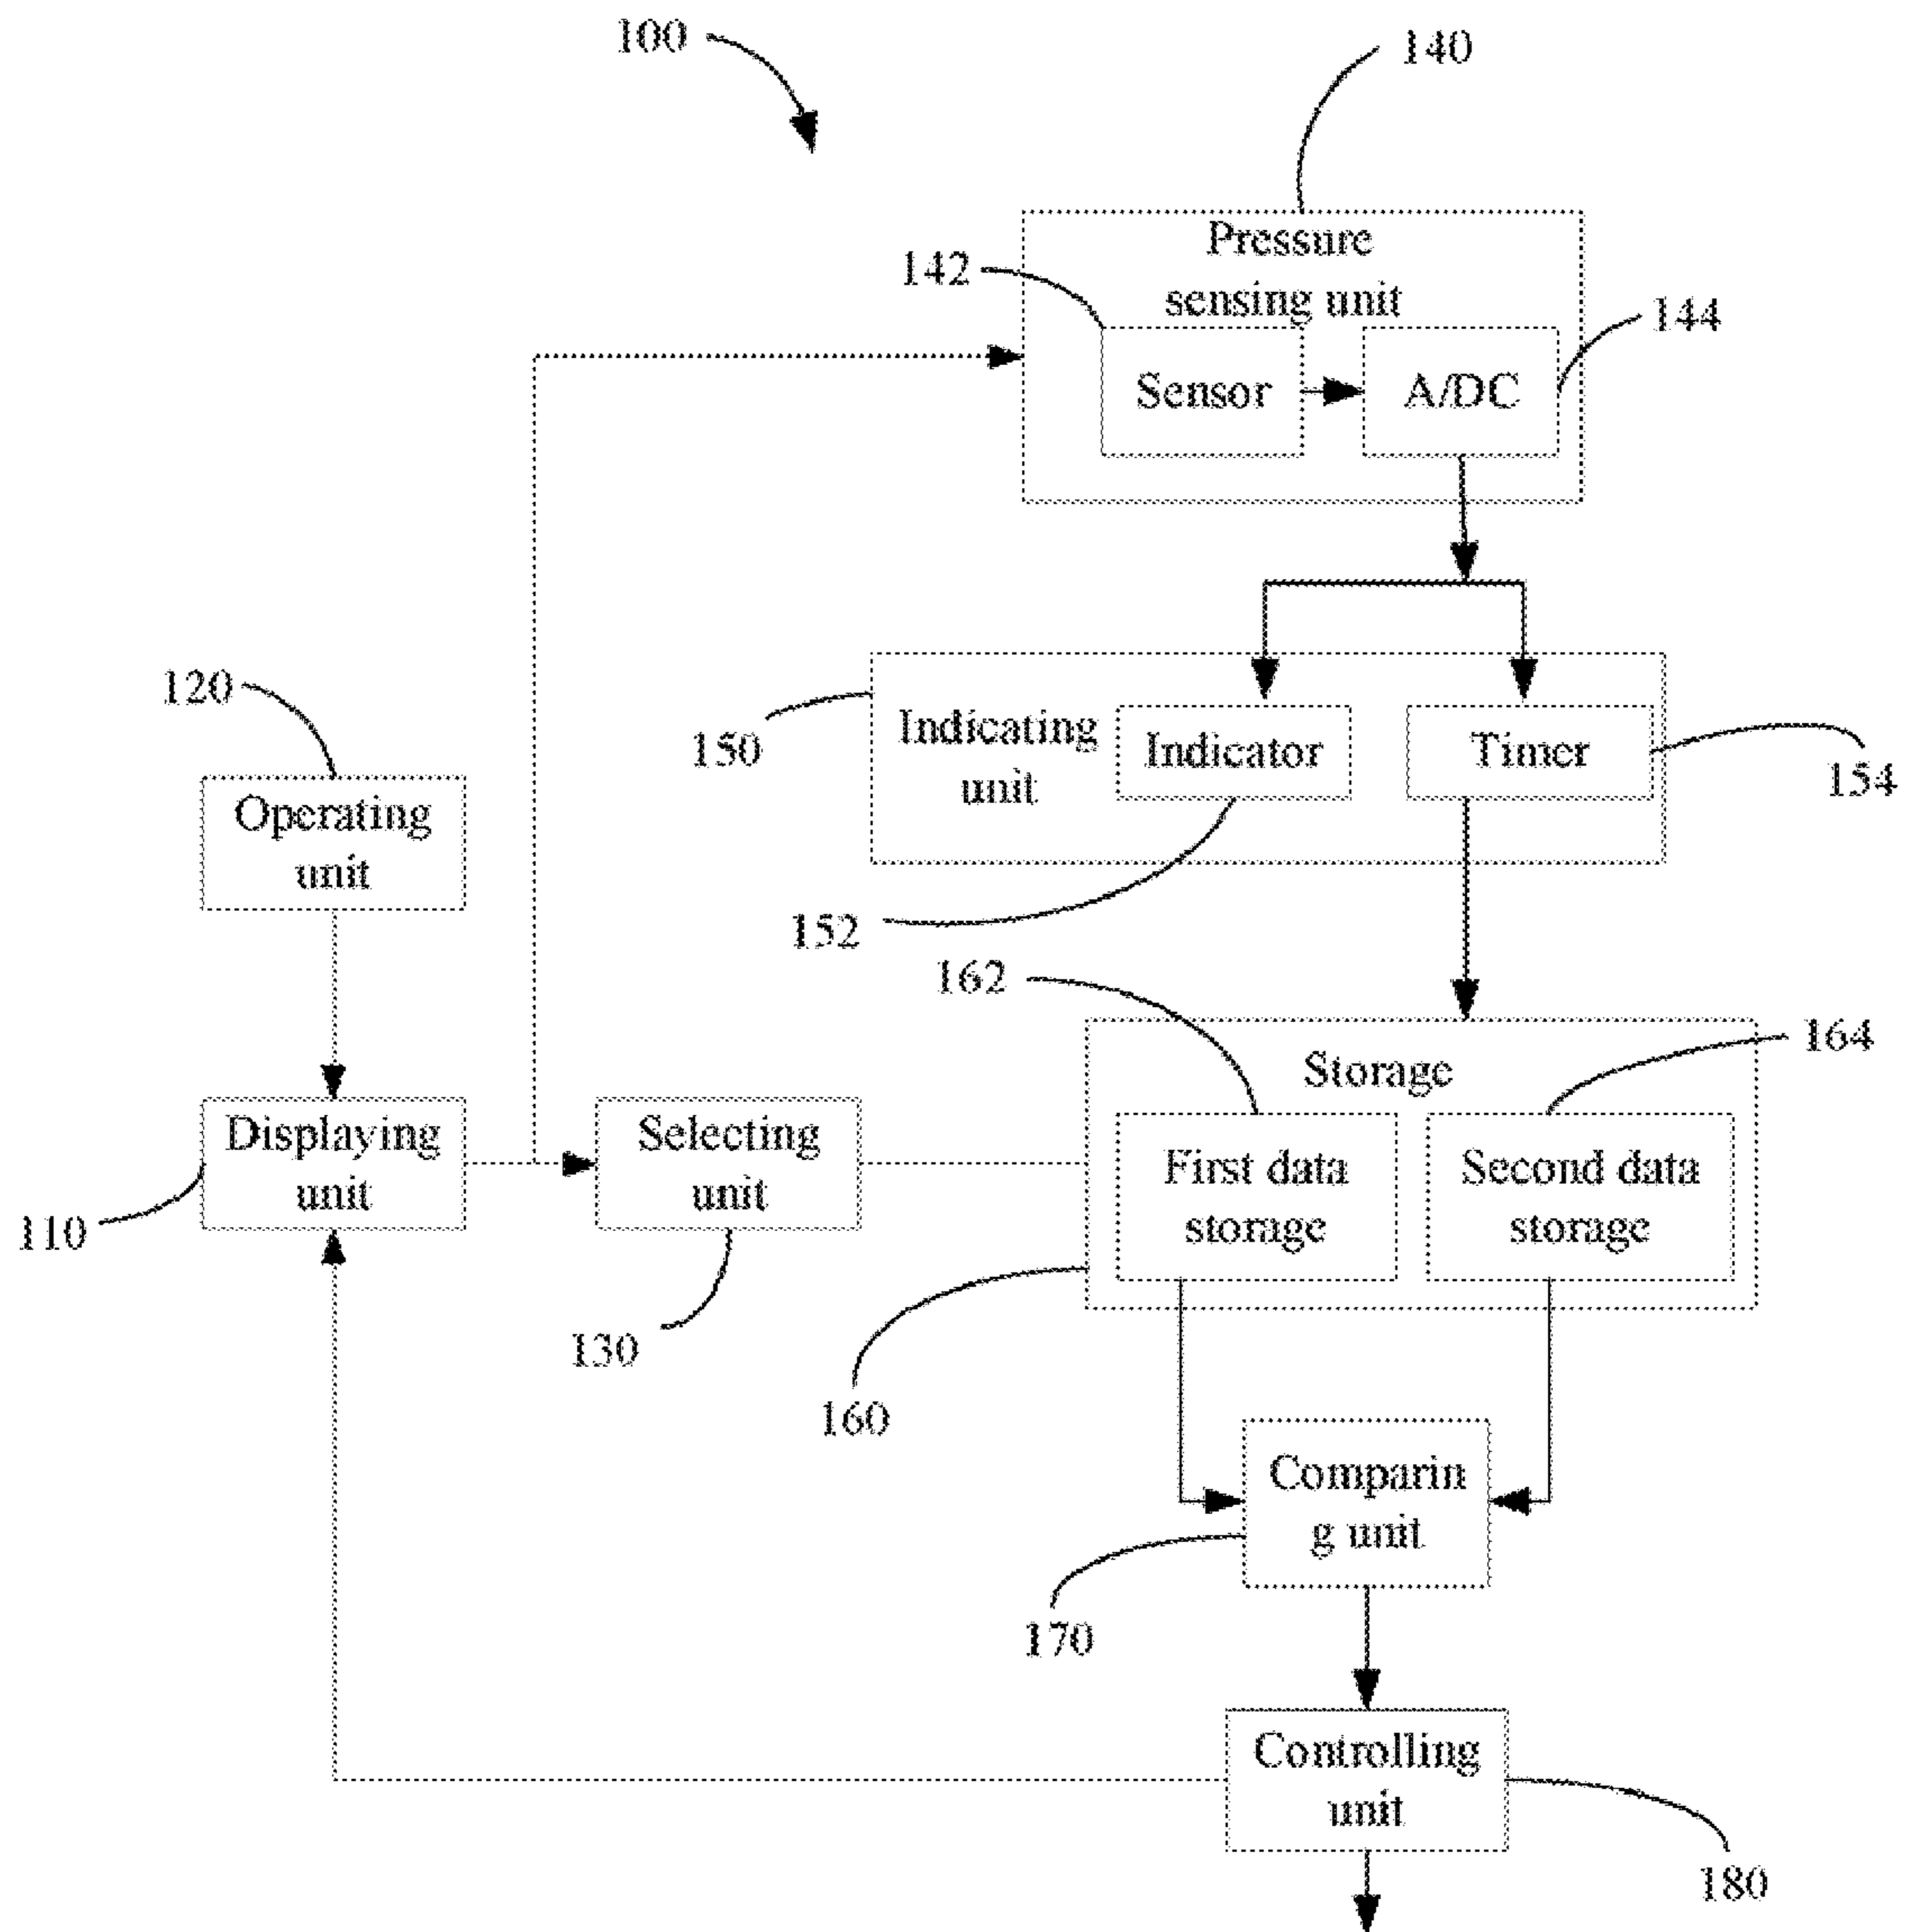 100
140
Pressure
sensing unit
142
144
Sensor
A/DC
120
150
Indicating
unit
Indicator
Timer
154
Operating
unit
152
162
164
Storage
Displaying
unit
Selecting
unit
First data
storage
Second data
storage
110
130
160
Comparin
g unit
170
Controlling
unit
180